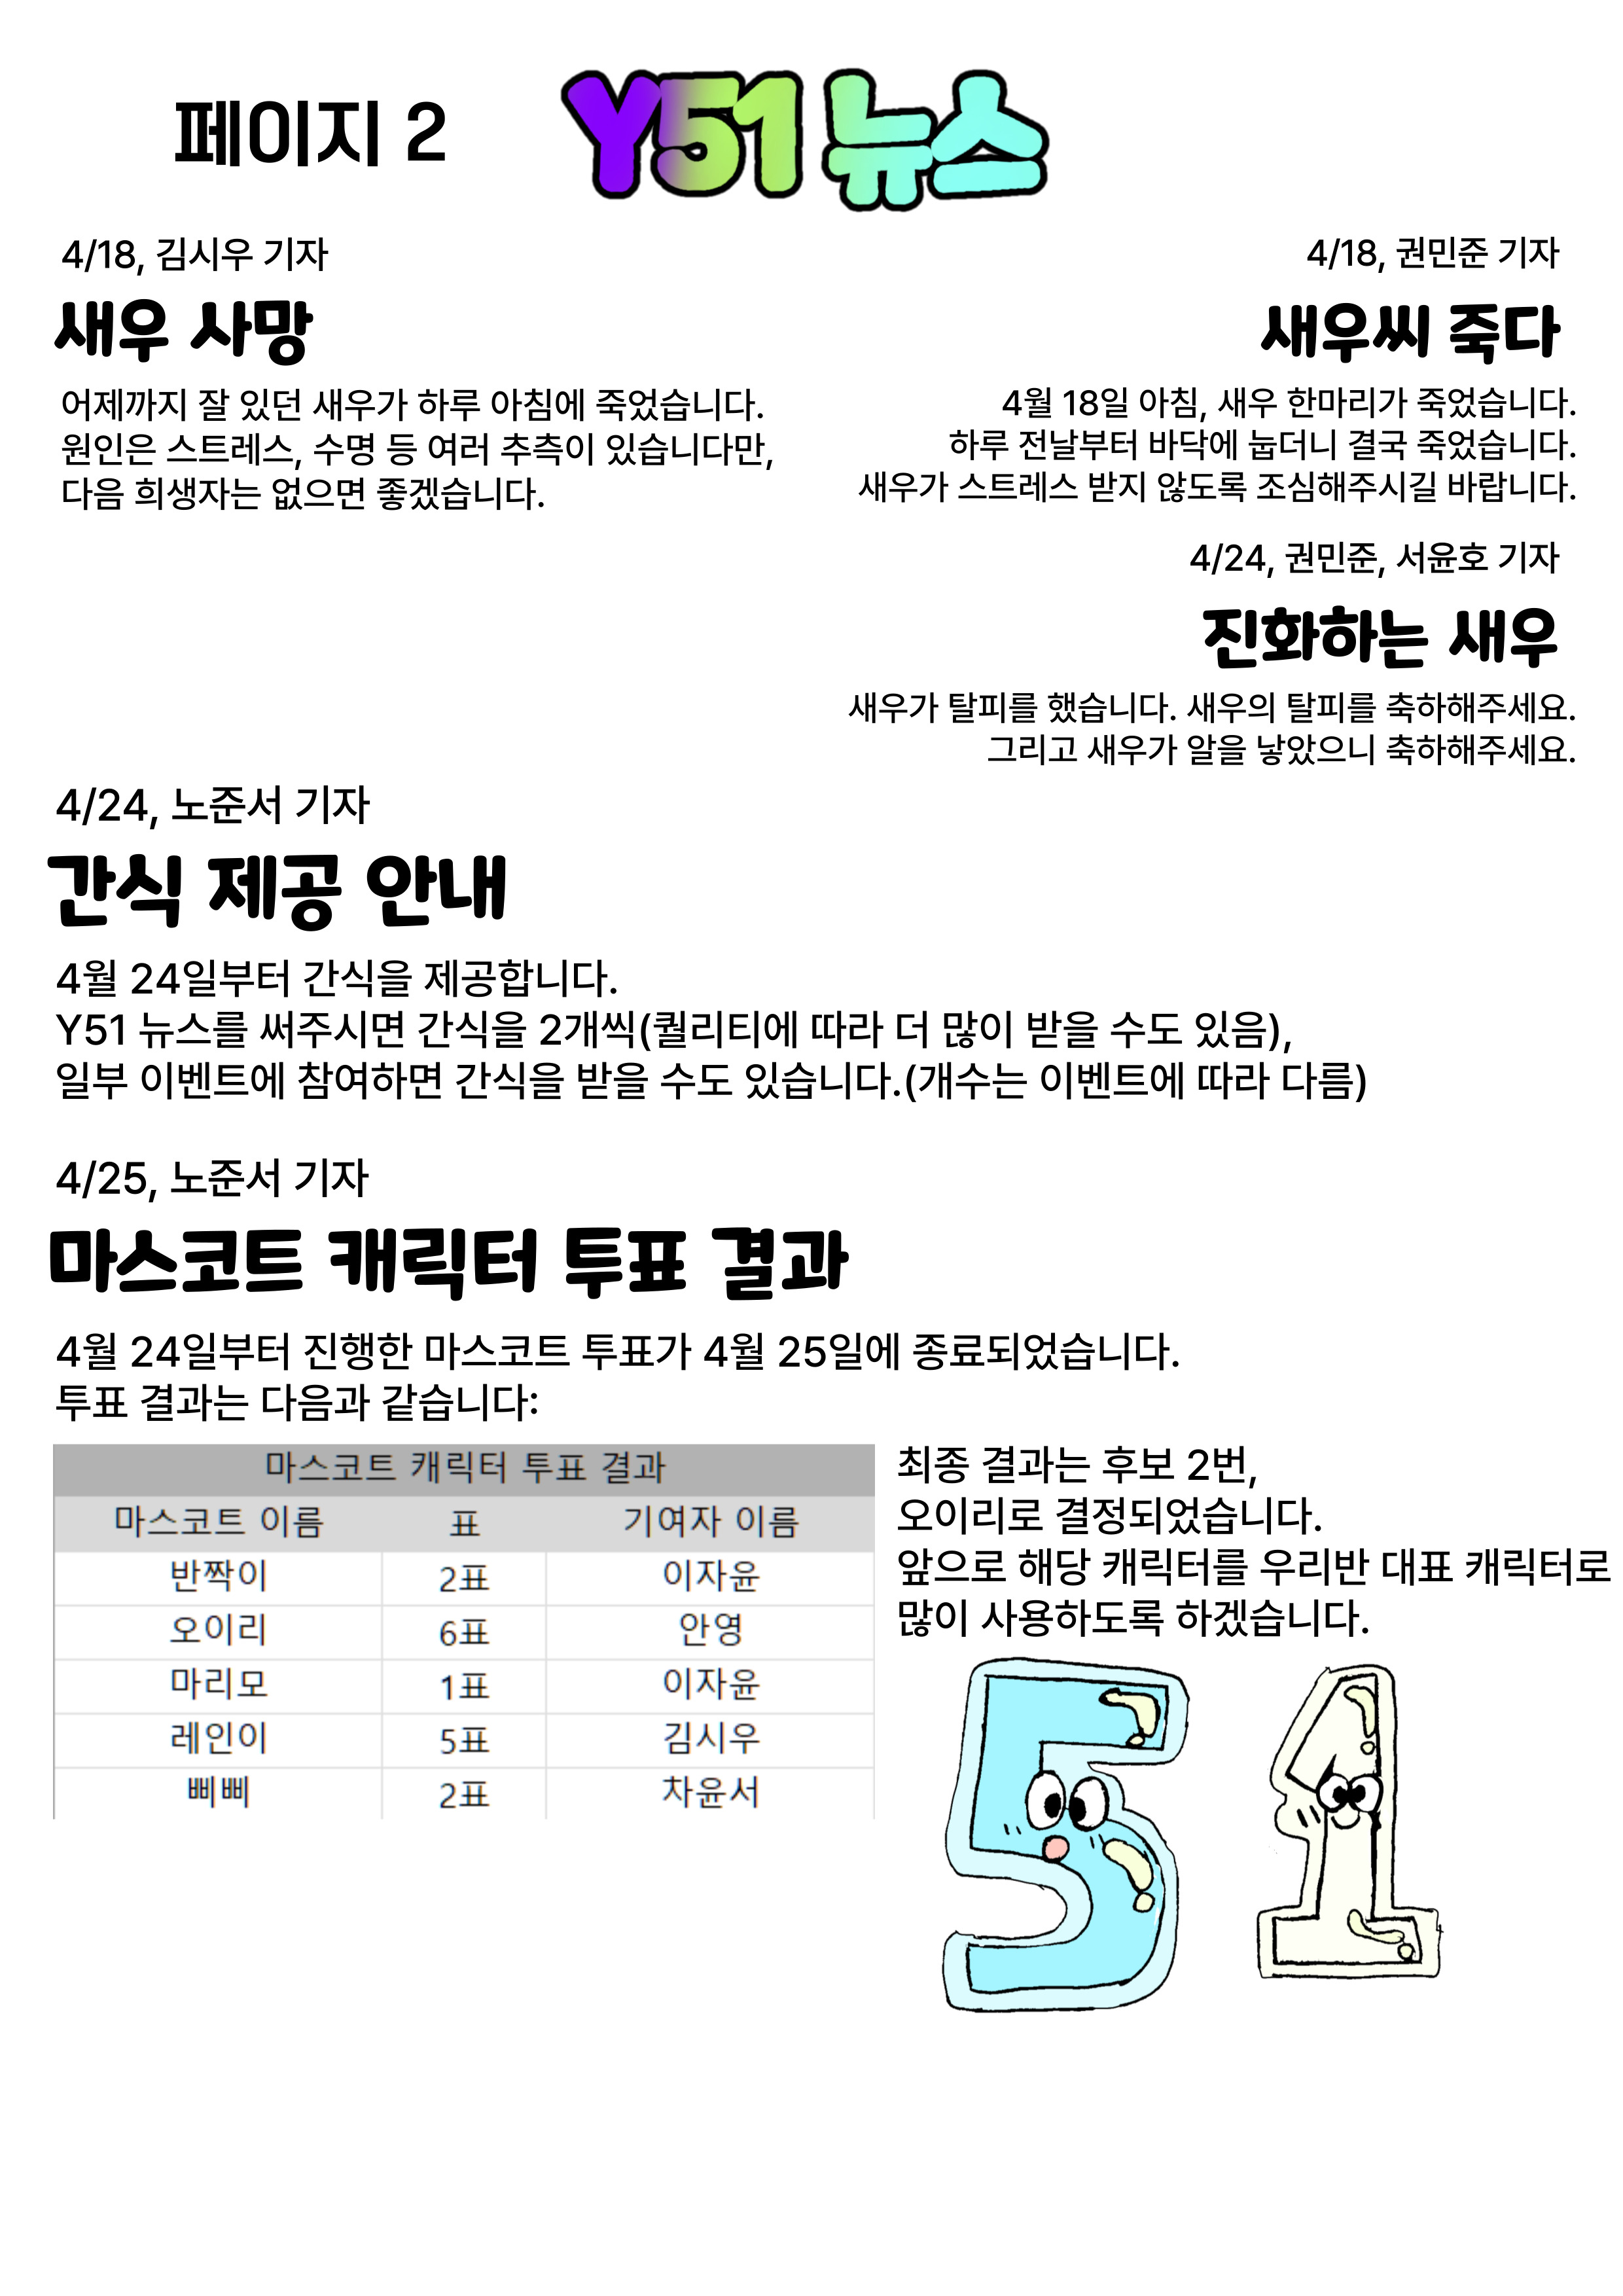 페이지 2
Y51 뉴스
4/18, 김시우 기자
새우 사망
어제까지 잘 있던 새우가 하루 아침에 죽었습니다.
원인은 스트레스, 수명 등 여러 추측이 있습니다만,
다음 희생자는 없으면 좋겠습니다.
4/18, 권민준 기자
새우씨 죽다
4월 18일 아침, 새우 한마리가 죽었습니다.
하루 전날부터 바닥에 눕더니 결국 죽었습니다.
새우가 스트레스 받지 않도록 조심해주시길 바랍니다.
4/24, 권민준, 서윤호 기자
진화하는 새우
새우가 탈피를 했습니다. 새우의 탈피를 축하해주세요.
그리고 새우가 알을 낳았으니 축하해주세요.
4/24, 노준서 기자
간식 제공 안내
4월 24일부터 간식을 제공합니다.
Y51 뉴스를 써주시면 간식을 2개씩(퀄리티에 따라 더 많이 받을 수도 있음),
일부 이벤트에 참여하면 간식을 받을 수도 있습니다.(개수는 이벤트에 따라 다름)
4/25, 노준서 기자
마스코트 캐릭터 투표 결과
4월 24일부터 진행한 마스코트 투표가 4월 25일에 종료되었습니다.
투표 결과는 다음과 같습니다:
마스코트 캐릭터 투표 결과
마스코트 이름 표 기여자 이름
반짝이 2표 이자윤
오이리 6표 안영
마리모 1표 이자윤
레인이 5표 김시우
삐삐 2표 차윤서
최종 결과는 후보 2번,
오이리로 결정되었습니다.
앞으로 해당 캐릭터를 우리반 대표 캐릭터로
많이 사용하도록 하겠습니다.
5 1